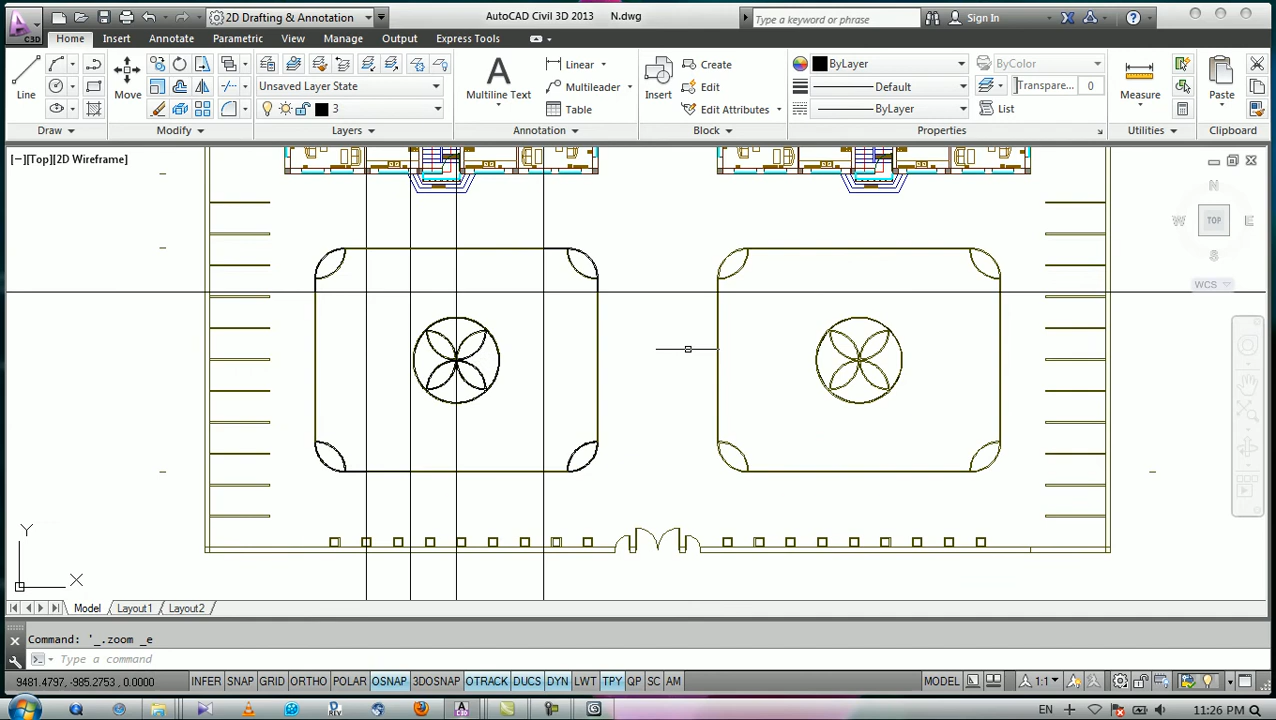 2D Drafting & Annotation
AutoCAD Civil 3D 2013 N.dwg
Type a keyword or phrase
Sign In
C3D
Home Insert Annotate Parametric View Manage Output Express Tools
Line
Move
Unsaved Layer State
3
Multiline Text
Linear
Multileader
Table
Insert
Create
Edit
Edit Attributes
ByLayer
Default
ByLayer
ByColor
Transpare... 0
List
Measure
Paste
Draw Modify Layers Annotation Block Properties Utilities Clipboard
[−][Top][2D Wireframe]
N
W TOP E
S
WCS
Y
X
Model Layout1 Layout2
Command: '_.zoom _e
Type a command
9481.4797, -985.2753, 0.0000
INFER SNAP GRID ORTHO POLAR OSNAP 3DOSNAP OTRACK DUCS DYN LWT TPY QP SC AM
MODEL
1:1
EN
11:26 PM